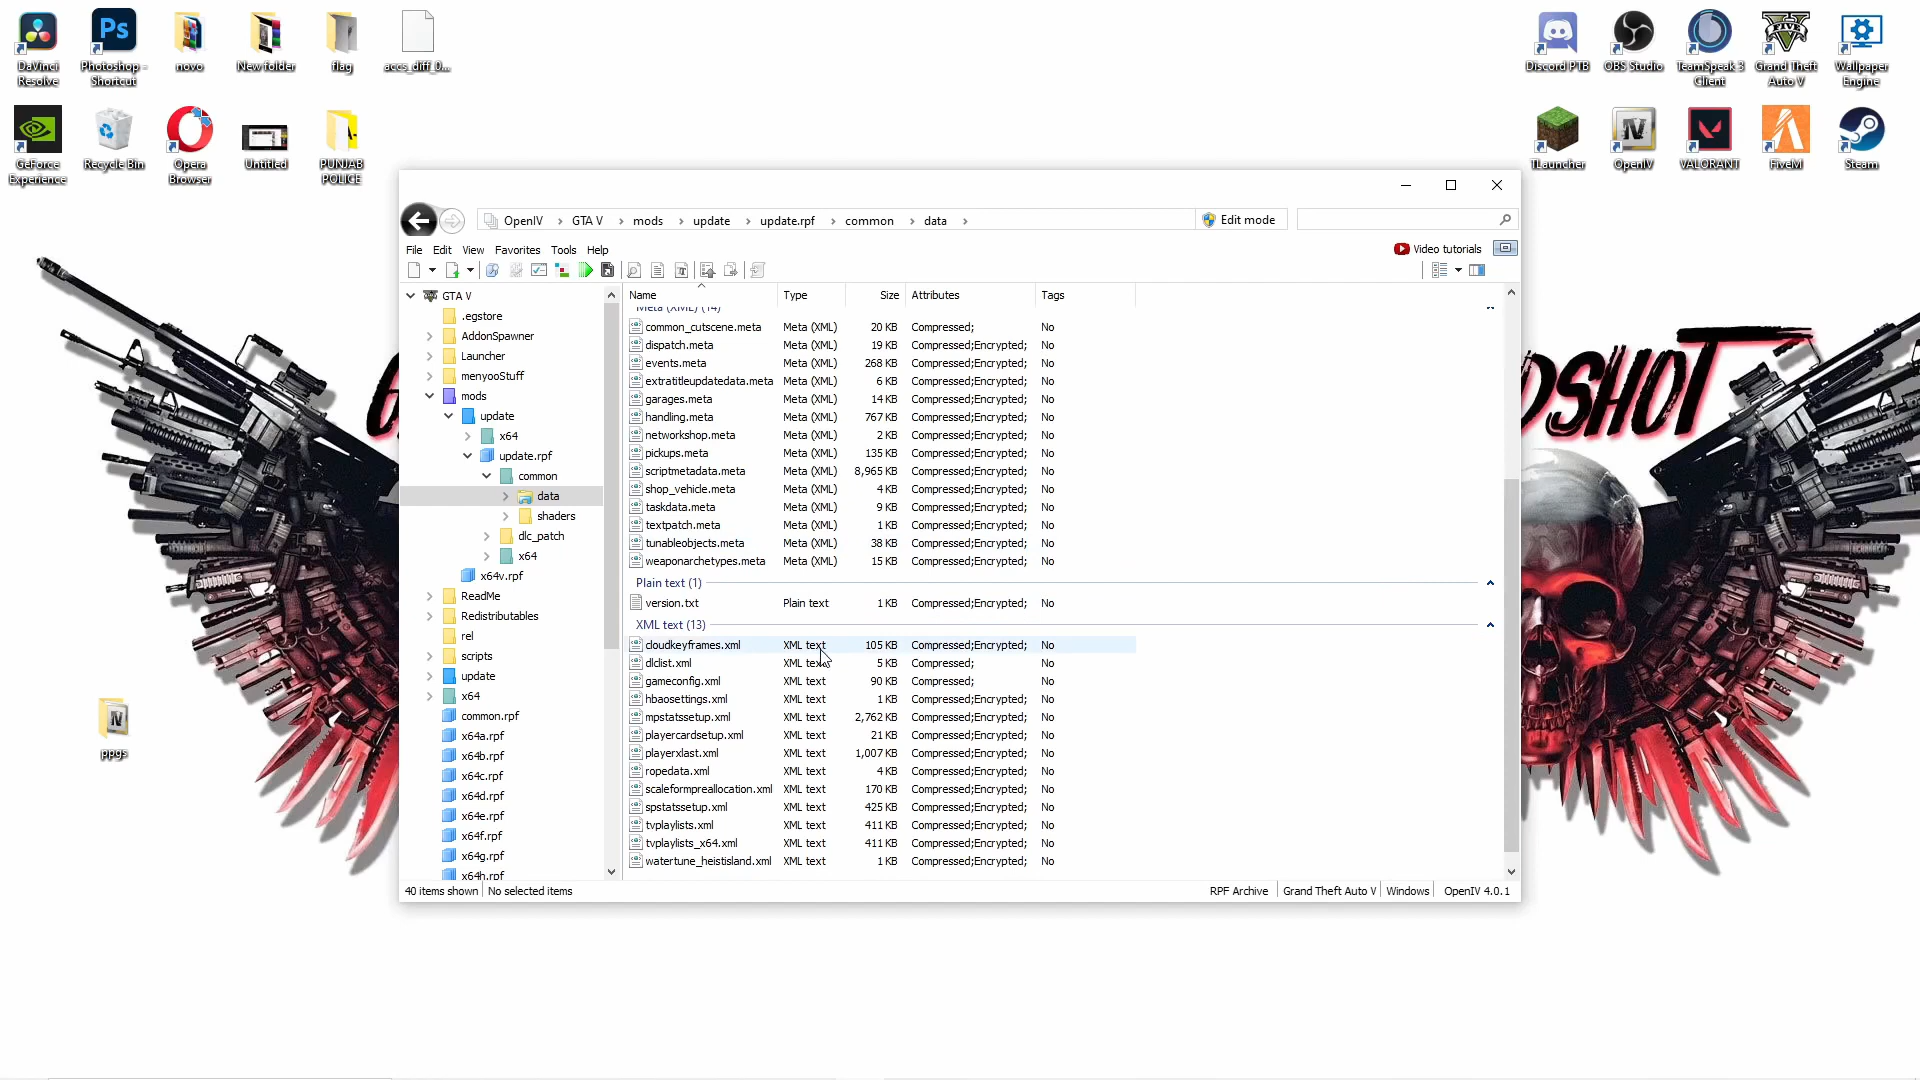 DaVinci Resolve
Photoshop - Shortcut
novo
New folder
flag
accs_diff_0...
Discord PTB
OBS Studio
TeamSpeak 3 Client
Grand Theft Auto V
Wallpaper Engine
GeForce Experience
Recycle Bin
Opera Browser
Untitled
PUNJAB POLICE
TLauncher
OpenIV
VALORANT
FiveM
Steam
ppgs
DSHOT
OpenIV > GTA V > mods > update > update.rpf > common > data >
Edit mode
File Edit View Favorites Tools Help
Video tutorials
GTA V
.egstore
AddonSpawner
Launcher
menyooStuff
mods
update
x64
update.rpf
common
data
shaders
dlc_patch
x64
x64v.rpf
ReadMe
Redistributables
rel
scripts
update
x64
common.rpf
x64a.rpf
x64b.rpf
x64c.rpf
x64d.rpf
x64e.rpf
x64f.rpf
x64g.rpf
x64h.rpf
Name Type Size Attributes Tags
Meta (XML) (14)
common_cutscene.meta Meta (XML) 20 KB Compressed; No
dispatch.meta Meta (XML) 19 KB Compressed;Encrypted; No
events.meta Meta (XML) 268 KB Compressed;Encrypted; No
extratitleupdatedata.meta Meta (XML) 6 KB Compressed;Encrypted; No
garages.meta Meta (XML) 14 KB Compressed;Encrypted; No
handling.meta Meta (XML) 767 KB Compressed;Encrypted; No
networkshop.meta Meta (XML) 2 KB Compressed;Encrypted; No
pickups.meta Meta (XML) 135 KB Compressed;Encrypted; No
scriptmetadata.meta Meta (XML) 8,965 KB Compressed;Encrypted; No
shop_vehicle.meta Meta (XML) 4 KB Compressed;Encrypted; No
taskdata.meta Meta (XML) 9 KB Compressed;Encrypted; No
textpatch.meta Meta (XML) 1 KB Compressed;Encrypted; No
tunableobjects.meta Meta (XML) 38 KB Compressed;Encrypted; No
weaponarchetypes.meta Meta (XML) 15 KB Compressed;Encrypted; No
Plain text (1)
version.txt Plain text 1 KB Compressed;Encrypted; No
XML text (13)
cloudkeyframes.xml XML text 105 KB Compressed;Encrypted; No
dlclist.xml XML text 5 KB Compressed; No
gameconfig.xml XML text 90 KB Compressed; No
hbaosettings.xml XML text 1 KB Compressed;Encrypted; No
mpstatssetup.xml XML text 2,762 KB Compressed;Encrypted; No
playercardsetup.xml XML text 21 KB Compressed;Encrypted; No
playerxlast.xml XML text 1,007 KB Compressed;Encrypted; No
ropedata.xml XML text 4 KB Compressed;Encrypted; No
scaleformpreallocation.xml XML text 170 KB Compressed;Encrypted; No
spstatssetup.xml XML text 425 KB Compressed;Encrypted; No
tvplaylists.xml XML text 411 KB Compressed;Encrypted; No
tvplaylists_x64.xml XML text 411 KB Compressed;Encrypted; No
watertune_heistisland.xml XML text 1 KB Compressed;Encrypted; No
40 items shown No selected items
RPF Archive Grand Theft Auto V Windows OpenIV 4.0.1